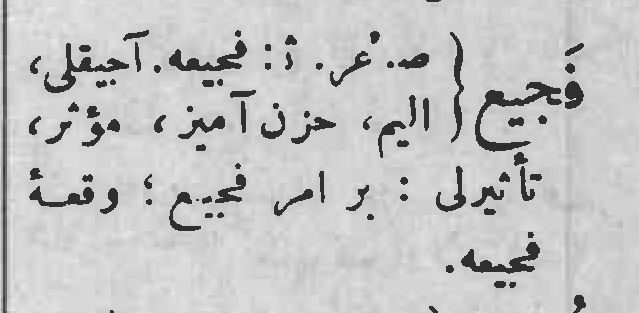 فَجيع { ص. عر. ث: فجيعه. آجيقلى،
اليم، حزن آميز، مؤثر،
تأثيرلى : بر امر فجيع ؛ وقعهٔ
فجيعه.